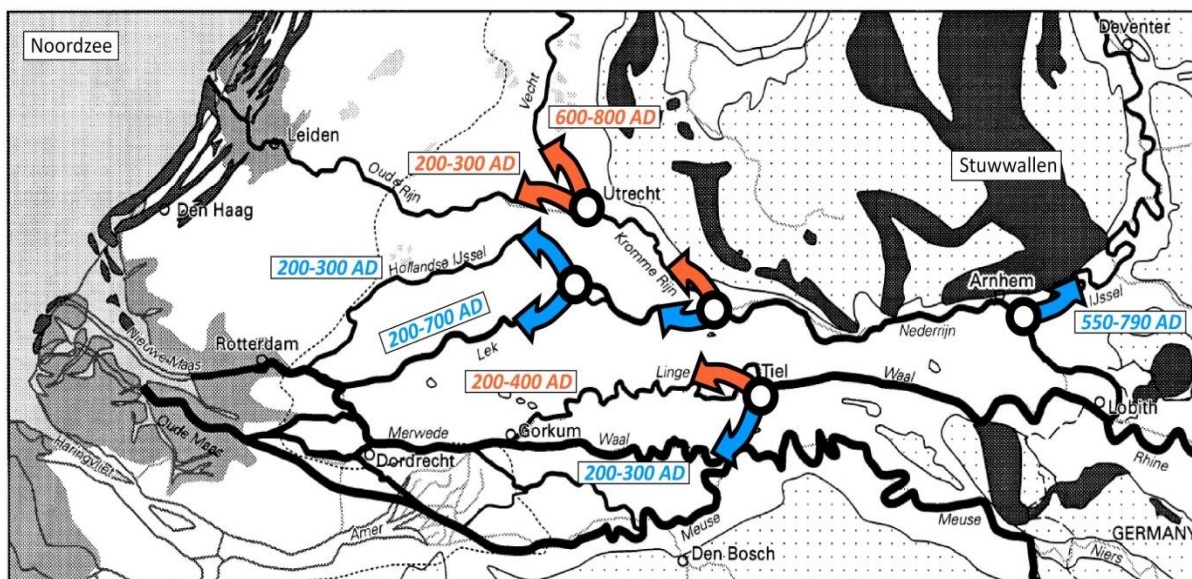 Noordzee
Deventer
Vecht
600-800 AD
Leiden
200-300 AD
Stuwwallen
Oude Rijn
Utrecht
Den Haag
Kromme Rijn
200-300 AD
Hollandse IJssel
Arnhem
IJssel
200-700 AD
Nederrijn
550-790 AD
Nieuwe-Maas
Rotterdam
Lek
200-400 AD
Linge
Tiel
Waal
Lobith
Oude Maas
Merwede
Gorkum
Waal
Rhine
Haringvliet
Dordrecht
200-300 AD
Amer
Meuse
Meuse
GERMANY
Den Bosch
Niers